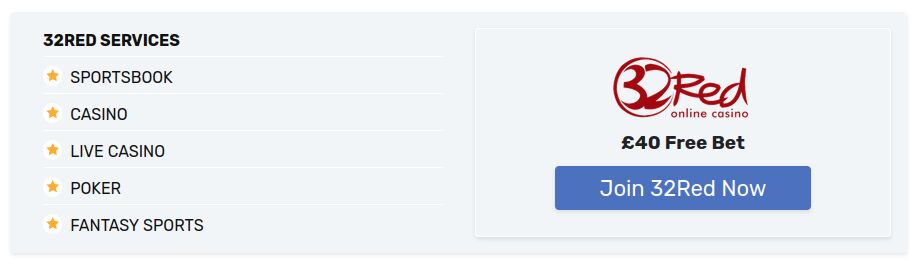 32RED SERVICES
SPORTSBOOK
CASINO
LIVE CASINO
POKER
FANTASY SPORTS
32Red
online casino
£40 Free Bet
Join 32Red Now